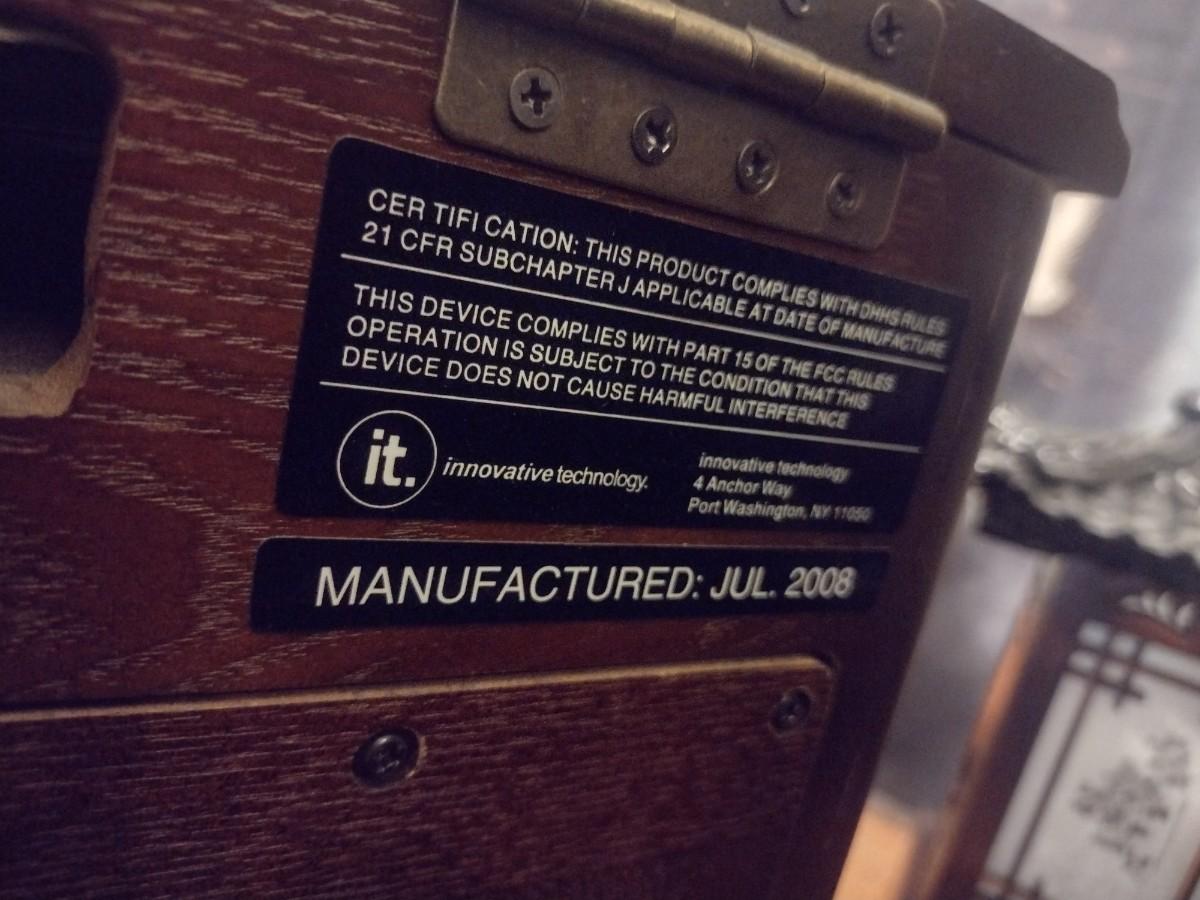 CER TIFI CATION: THIS PRODUCT COMPLIES WITH DHHS RULES
21 CFR SUBCHAPTER J APPLICABLE AT DATE OF MANUFACTURE
THIS DEVICE COMPLIES WITH PART 15 OF THE FCC RULES
OPERATION IS SUBJECT TO THE CONDITION THAT THIS
DEVICE DOES NOT CAUSE HARMFUL INTERFERENCE
it. innovative technology.
innovative technology
4 Anchor Way
Port Washington, NY 11050
MANUFACTURED: JUL. 2008